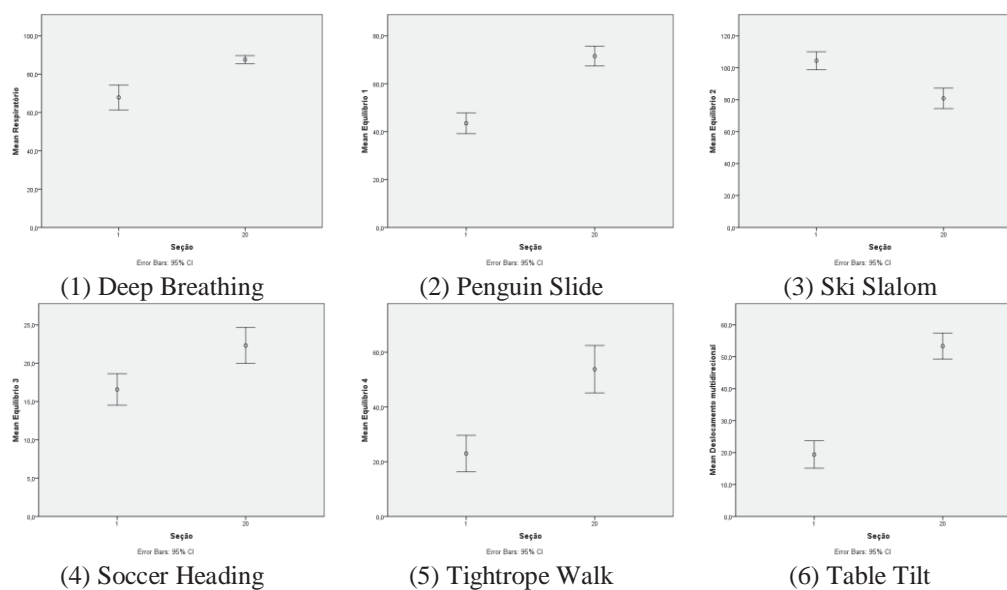 Mean Respiratório
100,0
80,0
60,0
40,0
20,0
0,0
1
20
Seção
Error Bars: 95% CI
(1) Deep Breathing
Mean Equilíbrio 1
80,0
60,0
40,0
20,0
0,0
1
20
Seção
Error Bars: 95% CI
(2) Penguin Slide
Mean Equilíbrio 2
120,0
100,0
80,0
60,0
40,0
20,0
0,0
1
20
Seção
Error Bars: 95% CI
(3) Ski Slalom
Mean Equilíbrio 3
25,0
20,0
15,0
10,0
5,0
0,0
1
20
Seção
Error Bars: 95% CI
(4) Soccer Heading
Mean Equilíbrio 4
60,0
40,0
20,0
0,0
1
20
Seção
Error Bars: 95% CI
(5) Tightrope Walk
Mean Deslocamento multidirecional
60,0
50,0
40,0
30,0
20,0
10,0
0,0
1
20
Seção
Error Bars: 95% CI
(6) Table Tilt